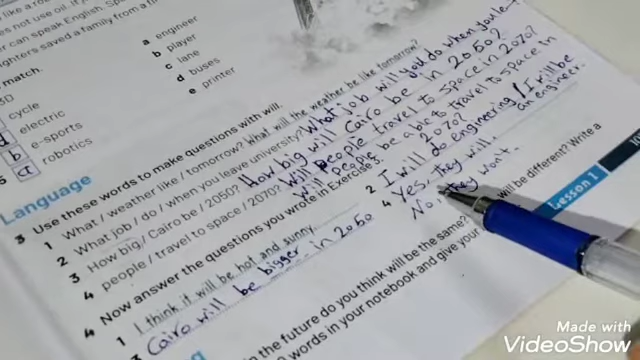 does not use oil. It
er can speak English. Sp
ghters saved a family from a fi
match.
3D
cycle
electric
e-sports
robotics
a engineer
b player
c lane
d buses
e printer
d
b
a
5
Language
3 Use these words to make questions with will.
1 What / weather like / tomorrow? What will the weather be like tomorrow?
2 What job / do / when you leave university? What job will you do when you le
3 How big / Cairo be / 2050? How big will Cairo be in 2050?
4 people / travel to space / 2070? Will people travel to space in 2070?
Will people be able to travel to space in
2070?
4 Now answer the questions you wrote in Exercise 3.
1 I think it will be hot and sunny.
2 I will do engineering / I will be
an engineer.
3 Cairo will be bigger in 2050
4 Yes, they will.
No, they won't.
in the future do you think will be the same?
will be different? Write a
words in your notebook and give your
Lesson 1
Made with
VideoShow